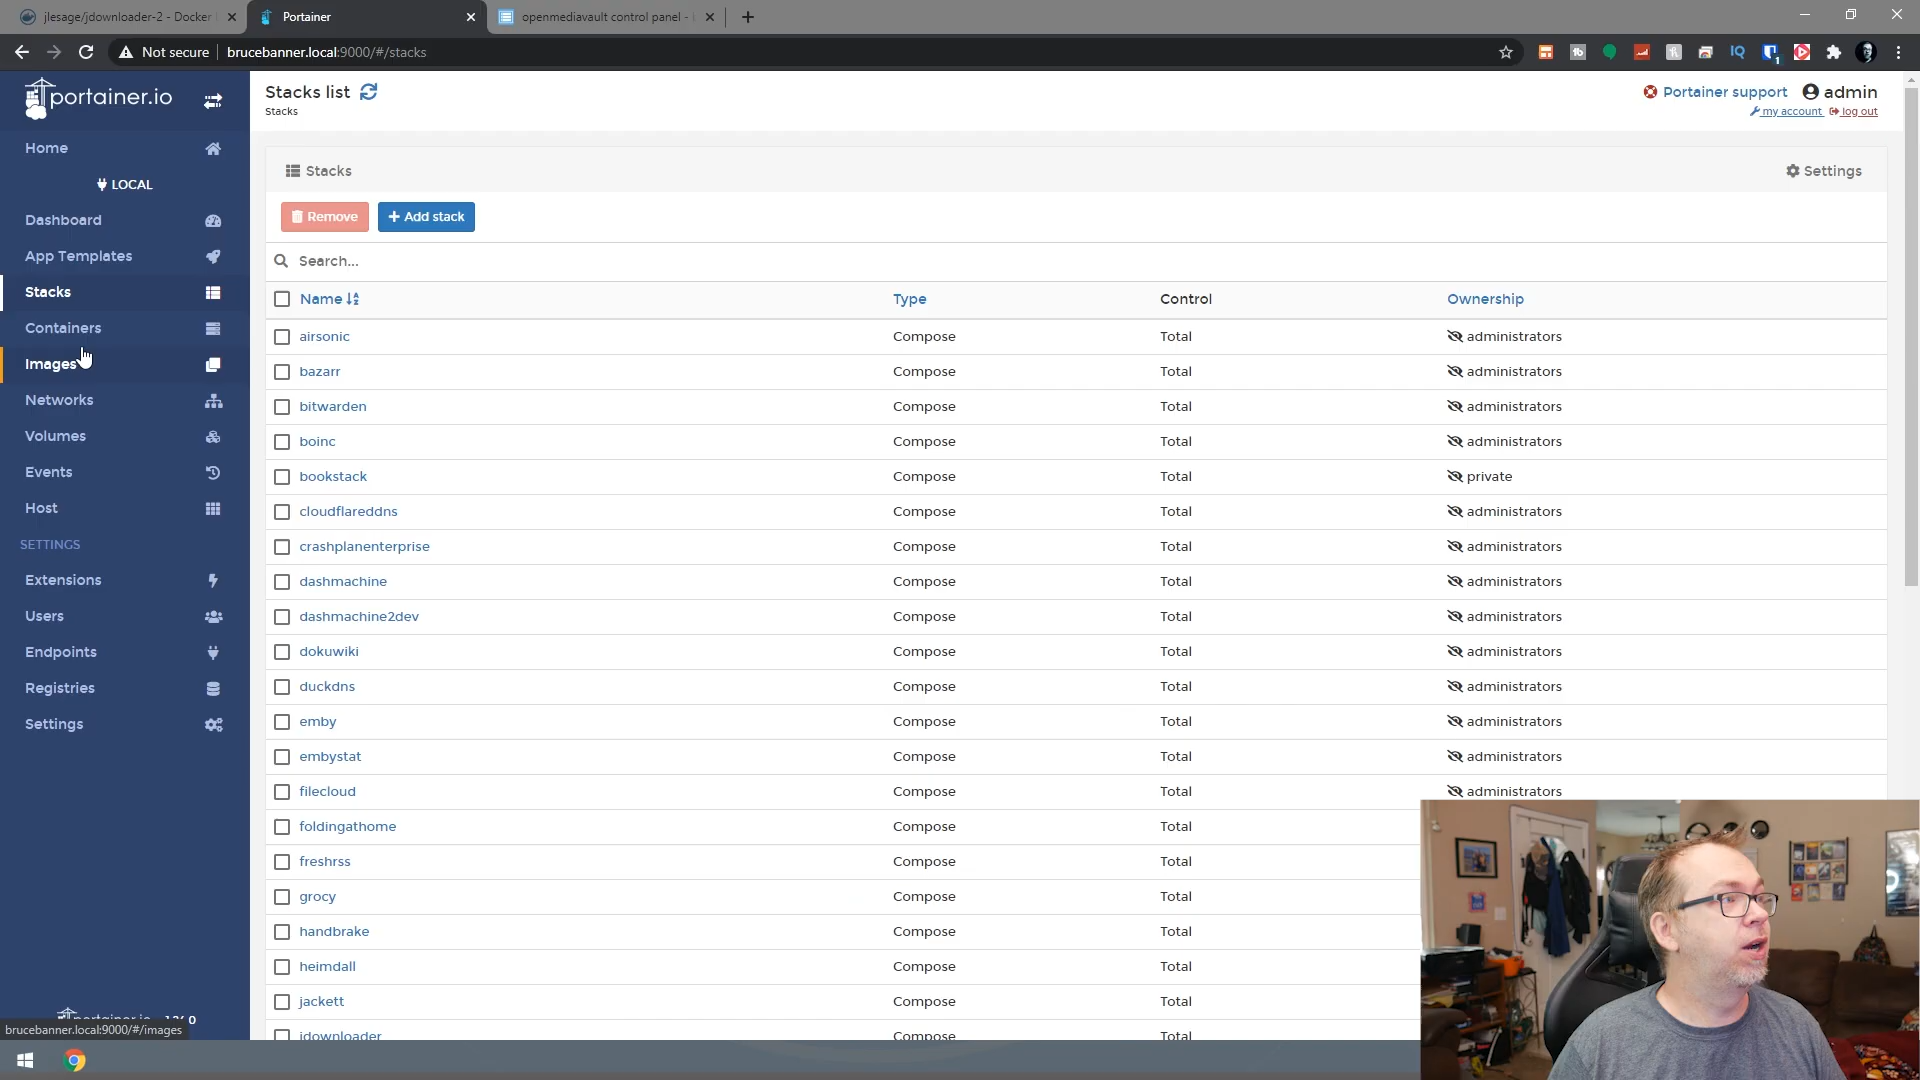 jlesage/jdownloader-2 - Docker
Portainer
openmediavault control panel -
Not secure
brucebanner.local:9000/#/stacks
portainer.io
Home
LOCAL
Dashboard
App Templates
Stacks
Containers
Images
Networks
Volumes
Events
Host
SETTINGS
Extensions
Users
Endpoints
Registries
Settings
brucebanner.local:9000/#/images
Stacks list
Stacks
Portainer support
admin
my account
log out
Stacks
Settings
Remove
+ Add stack
Search...
Name Type Control Ownership
airsonic Compose Total administrators
bazarr Compose Total administrators
bitwarden Compose Total administrators
boinc Compose Total administrators
bookstack Compose Total private
cloudflareddns Compose Total administrators
crashplanenterprise Compose Total administrators
dashmachine Compose Total administrators
dashmachine2dev Compose Total administrators
dokuwiki Compose Total administrators
duckdns Compose Total administrators
emby Compose Total administrators
embystat Compose Total administrators
filecloud Compose Total administrators
foldingathome Compose Total
freshrss Compose Total
grocy Compose Total
handbrake Compose Total
heimdall Compose Total
jackett Compose Total
jdownloader Compose Total